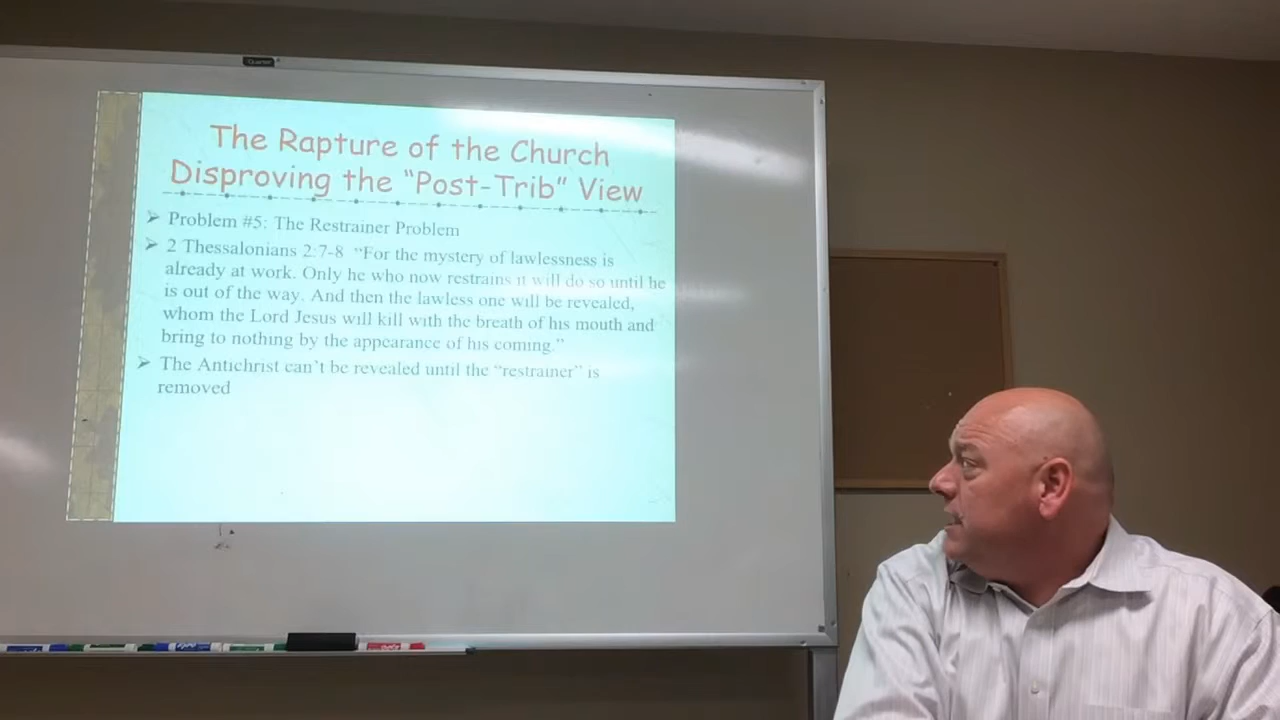 Quartet
The Rapture of the Church
Disproving the “Post-Trib” View
Problem #5: The Restrainer Problem
2 Thessalonians 2:7-8 “For the mystery of lawlessness is
already at work. Only he who now restrains it will do so until he
is out of the way. And then the lawless one will be revealed,
whom the Lord Jesus will kill with the breath of his mouth and
bring to nothing by the appearance of his coming.”
The Antichrist can’t be revealed until the “restrainer” is
removed